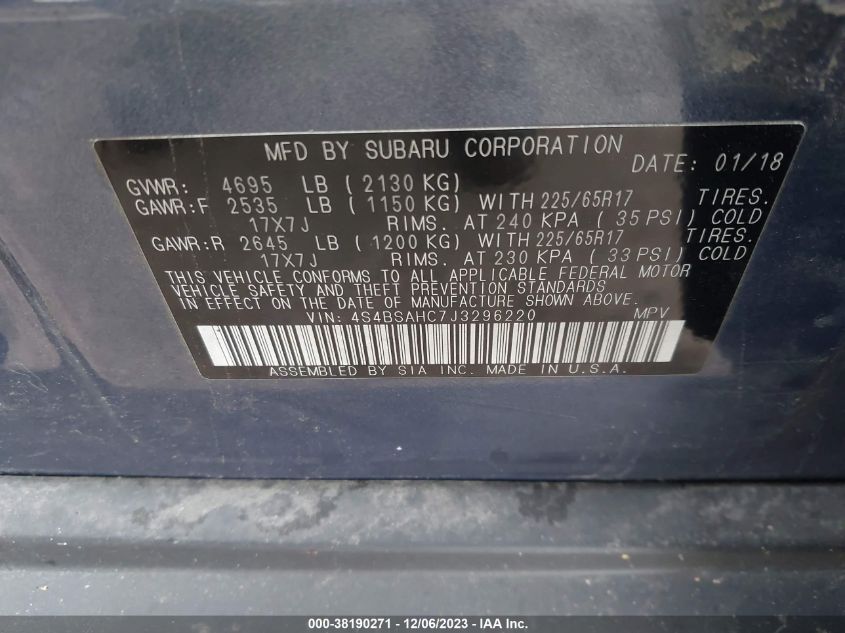 MFD BY SUBARU CORPORATION
DATE: 01/18
GVWR: 4695 LB ( 2130 KG)
GAWR:F 2535 LB ( 1150 KG) WITH 225/65R17 TIRES.
17X7J RIMS. AT 240 KPA ( 35 PSI) COLD
GAWR:R 2645 LB ( 1200 KG) WITH 225/65R17 TIRES.
17X7J RIMS. AT 230 KPA ( 33 PSI) COLD
THIS VEHICLE CONFORMS TO ALL APPLICABLE FEDERAL MOTOR
VEHICLE SAFETY AND THEFT PREVENTION STANDARDS
IN EFFECT ON THE DATE OF MANUFACTURE SHOWN ABOVE.
VIN: 4S4BSAHC7J3296220 MPV
ASSEMBLED BY SIA INC. MADE IN U.S.A.
000-38190271 - 12/06/2023 - IAA Inc.